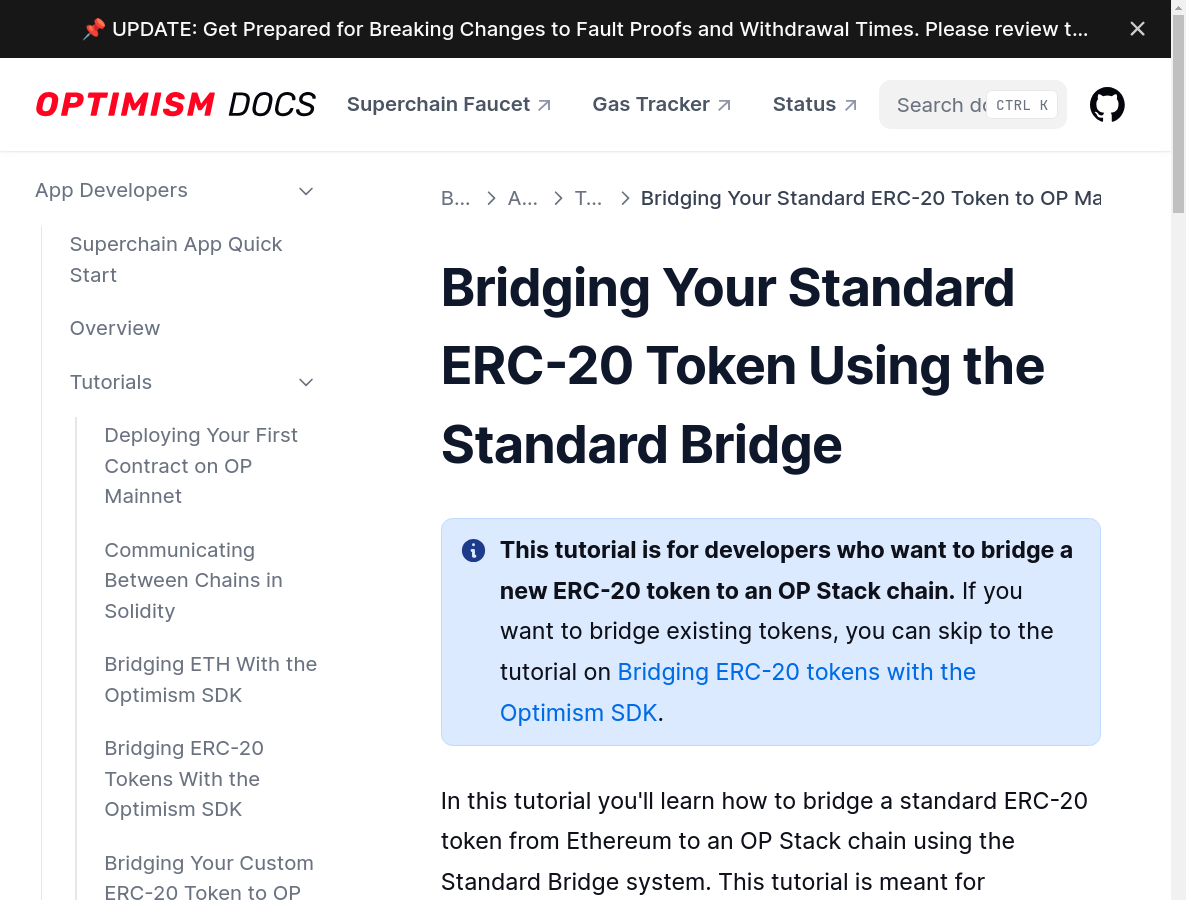 📌 UPDATE: Get Prepared for Breaking Changes to Fault Proofs and Withdrawal Times. Please review t...
OPTIMISM DOCS
Superchain Faucet
Gas Tracker
Status
Search do
CTRL K
App Developers
Superchain App Quick
Start
Overview
Tutorials
Deploying Your First
Contract on OP
Mainnet
Communicating
Between Chains in
Solidity
Bridging ETH With the
Optimism SDK
Bridging ERC-20
Tokens With the
Optimism SDK
Bridging Your Custom
ERC-20 Token to OP
B... > A... > T... > Bridging Your Standard ERC-20 Token to OP Ma
Bridging Your Standard
ERC-20 Token Using the
Standard Bridge
This tutorial is for developers who want to bridge a
new ERC-20 token to an OP Stack chain. If you
want to bridge existing tokens, you can skip to the
tutorial on Bridging ERC-20 tokens with the
Optimism SDK.
In this tutorial you'll learn how to bridge a standard ERC-20
token from Ethereum to an OP Stack chain using the
Standard Bridge system. This tutorial is meant for